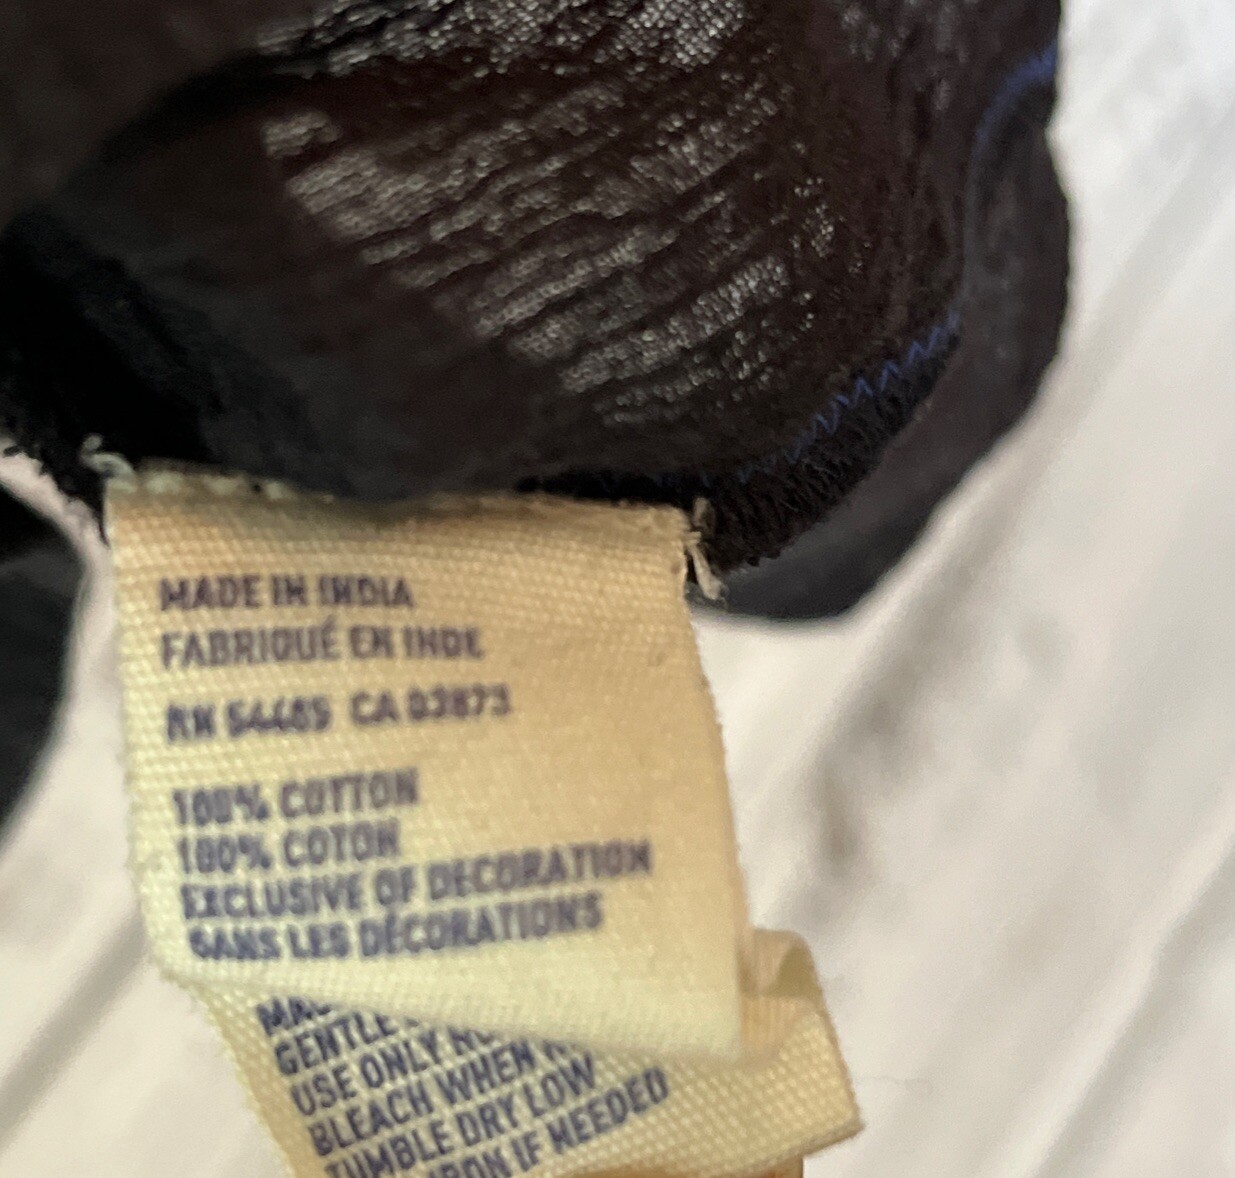 MADE IN INDIA
FABRIQUÉ EN INDE
RN 54485 CA 03873
100% COTTON
100% COTON
EXCLUSIVE OF DECORATION
SANS LES DÉCORATIONS
GENTLE
USE ONLY
BLEACH WHEN
TUMBLE DRY LOW
IRON IF NEEDED